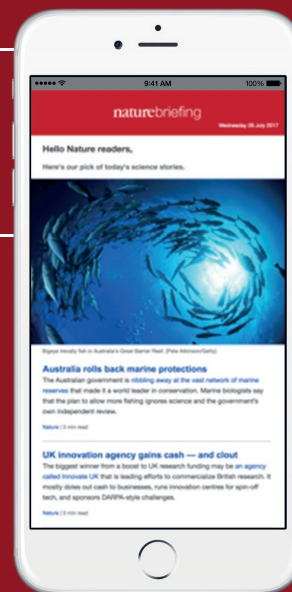 9:41 AM
100%
naturebriefing
Wednesday 26 July 2017
Hello Nature readers,
Here's our pick of today's science stories.
Bigeye trevally fish in Australia's Great Barrier Reef. (Pete Atkinson/Getty)
Australia rolls back marine protections
The Australian government is nibbling away at the vast network of marine
reserves that made it a world leader in conservation. Marine biologists say
that the plan to allow more fishing ignores science and the government's
own independent review.
Nature | 3 min read
UK innovation agency gains cash — and clout
The biggest winner from a boost to UK research funding may be an agency
called Innovate UK that is leading efforts to commercialize British research. It
mostly doles out cash to businesses, runs innovation centres for spin-off
tech, and sponsors DARPA-style challenges.
Nature | 3 min read